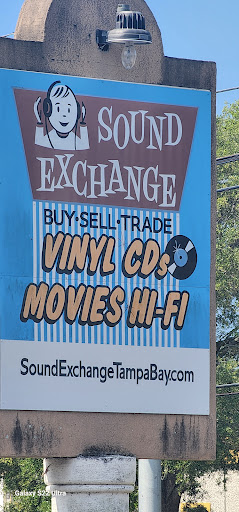 SOUND
EXCHANGE
BUY·SELL·TRADE
VINYL CDs
MOVIES HI-FI
SoundExchangeTampaBay.com
Galaxy S22 Ultra